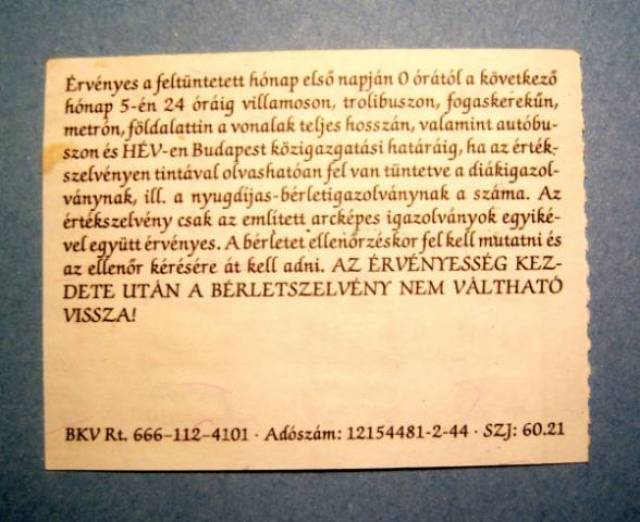 Érvényes a feltüntetett hónap első napján 0 órától a következő
hónap 5-én 24 óráig villamoson, trolibuszon, fogaskerekűn,
metrón, földalattin a vonalak teljes hosszán, valamint autóbu-
szon és HÉV-en Budapest közigazgatási határáig, ha az érték-
szelvényen tintával olvashatóan fel van tüntetve a diákigazol-
ványnak, ill. a nyugdíjas-bérletigazolványnak a száma. Az
értékszelvény csak az említett arcképes igazolványok egyiké-
vel együtt érvényes. A bérletet ellenőrzéskor fel kell mutatni és
az ellenőr kérésére át kell adni. AZ ÉRVÉNYESSÉG KEZ-
DETE UTÁN A BÉRLETSZELVÉNY NEM VÁLTHATÓ
VISSZA!
BKV Rt. 666-112-4101 · Adószám: 12154481-2-44 · SZJ: 60.21